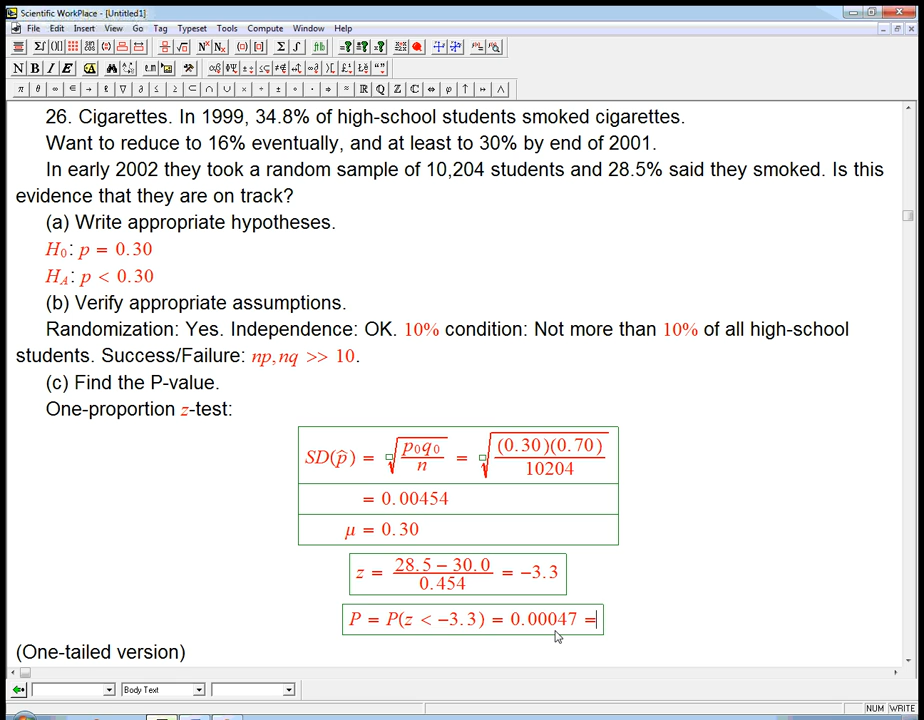 Scientific WorkPlace - [Untitled1]
File Edit Insert View Go Tag Typeset Tools Compute Window Help
26. Cigarettes. In 1999, 34.8% of high-school students smoked cigarettes.
Want to reduce to 16% eventually, and at least to 30% by end of 2001.
In early 2002 they took a random sample of 10,204 students and 28.5% said they smoked. Is this
evidence that they are on track?
(a) Write appropriate hypotheses.
H₀: p = 0.30
H_A: p < 0.30
(b) Verify appropriate assumptions.
Randomization: Yes. Independence: OK. 10% condition: Not more than 10% of all high-school
students. Success/Failure: np, nq >> 10.
(c) Find the P-value.
One-proportion z-test:
SD(p̂) = √(p₀q₀/n) = √((0.30)(0.70)/10204)
= 0.00454
μ = 0.30
z = (28.5 − 30.0)/0.454 = −3.3
P = P(z < −3.3) = 0.00047 =
(One-tailed version)
Body Text
NUM WRITE